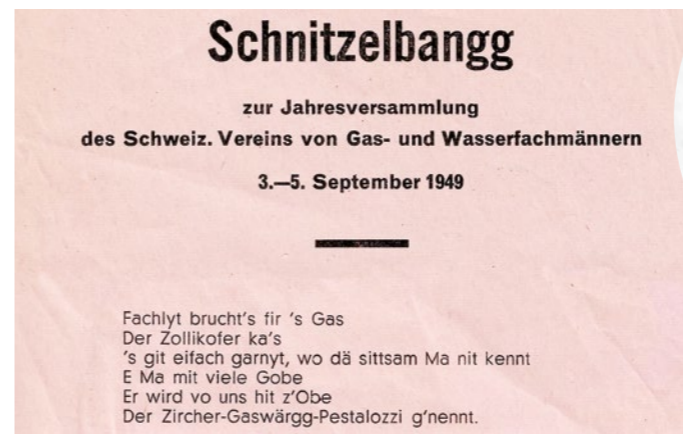 Schnitzelbangg
zur Jahresversammlung
des Schweiz. Vereins von Gas- und Wasserfachmännern
3.—5. September 1949
Fachlyt brucht's fir 's Gas
Der Zollikofer ka's
's git eifach garnyt, wo dä sittsam Ma nit kennt
E Ma mit viele Gobe
Er wird vo uns hit z'Obe
Der Zircher-Gaswärgg-Pestalozzi g'nennt.